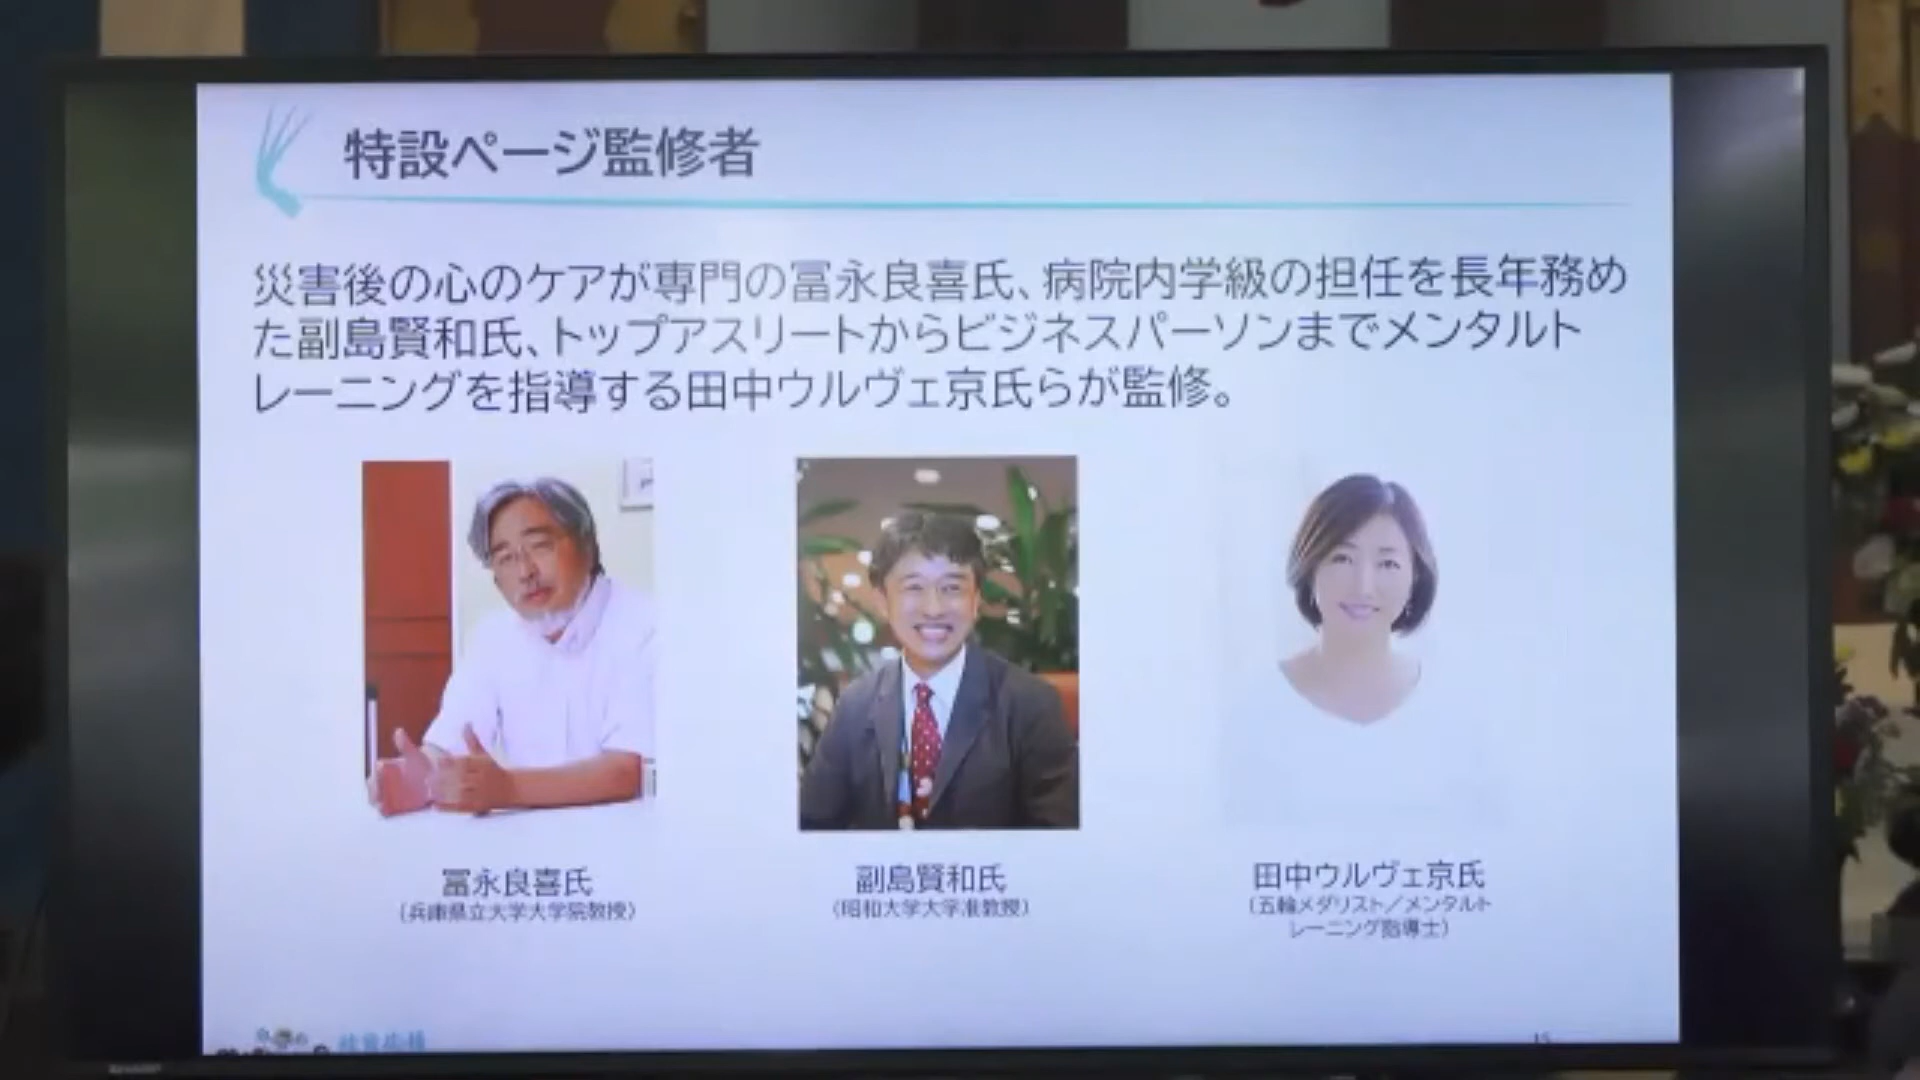 特設ページ監修者
災害後の心のケアが専門の冨永良喜氏、病院内学級の担任を長年務め
た副島賢和氏、トップアスリートからビジネスパーソンまでメンタルト
レーニングを指導する田中ウルヴェ京氏らが監修。
冨永良喜氏
（兵庫県立大学大学院教授）
副島賢和氏
（昭和大学大学准教授）
田中ウルヴェ京氏
（五輪メダリスト／メンタルト
レーニング指導士）
15